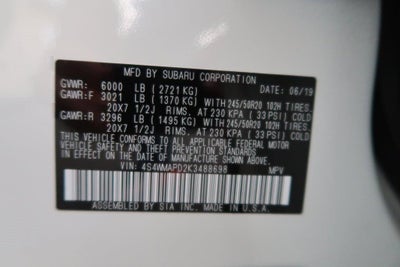 MFD BY SUBARU CORPORATION 06/19
GVWR: 6000 LB (2721 KG)
GAWR:F 3021 LB (1370 KG) WITH 245/50R20 102H TIRES,
20X7 1/2J RIMS, AT 230 KPA (33 PSI) COLD
GAWR:R 3296 LB (1495 KG) WITH 245/50R20 102H TIRES,
20X7 1/2J RIMS, AT 230 KPA (33 PSI) COLD
THIS VEHICLE CONFORMS TO ALL APPLICABLE FEDERAL MOTOR
VEHICLE SAFETY AND THEFT PREVENTION STANDARDS
IN EFFECT ON THE DATE OF MANUFACTURE SHOWN ABOVE.
VIN: 4S4WMAPD2K3488698 MPV
ASSEMBLED BY SIA INC. MADE IN U.S.A.